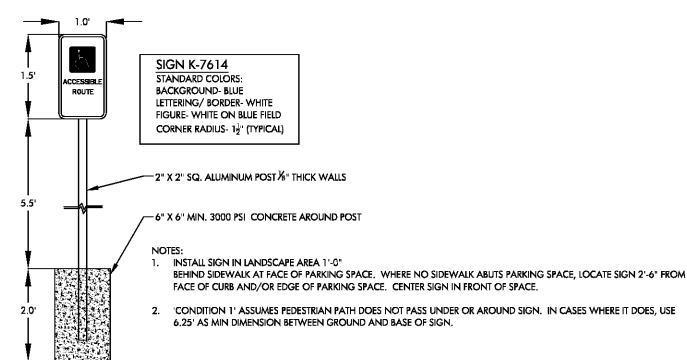 1.0'
1.5'
ACCESSIBLE
ROUTE
SIGN K-7614
STANDARD COLORS:
BACKGROUND- BLUE
LETTERING/ BORDER- WHITE
FIGURE- WHITE ON BLUE FIELD
CORNER RADIUS- 1½" (TYPICAL)
2" X 2" SQ. ALUMINUM POST ⅛" THICK WALLS
5.5'
6" X 6" MIN. 3000 PSI CONCRETE AROUND POST
NOTES:
1. INSTALL SIGN IN LANDSCAPE AREA 1'-0"
BEHIND SIDEWALK AT FACE OF PARKING SPACE. WHERE NO SIDEWALK ABUTS PARKING SPACE, LOCATE SIGN 2'-6" FROM
FACE OF CURB AND/OR EDGE OF PARKING SPACE. CENTER SIGN IN FRONT OF SPACE.
2.0'
2. 'CONDITION 1' ASSUMES PEDESTRIAN PATH DOES NOT PASS UNDER OR AROUND SIGN. IN CASES WHERE IT DOES, USE
6.25' AS MIN DIMENSION BETWEEN GROUND AND BASE OF SIGN.